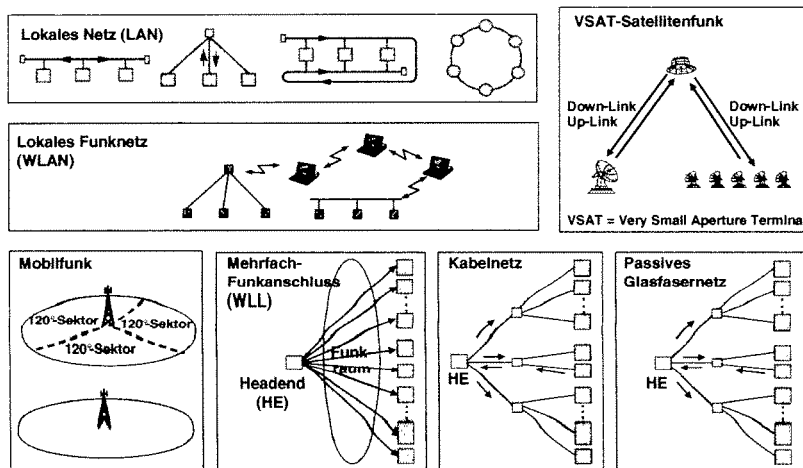 Lokales Netz (LAN)
VSAT-Satellitenfunk
Down-Link
Up-Link
Down-Link
Up-Link
VSAT = Very Small Aperture Termina
Lokales Funknetz
(WLAN)
Mobilfunk
120°-Sektor
120°-Sektor
120°-Sektor
Mehrfach-
Funkanschluss
(WLL)
Funk
raum
Headend
(HE)
Kabelnetz
HE
Passives
Glasfasernetz
HE